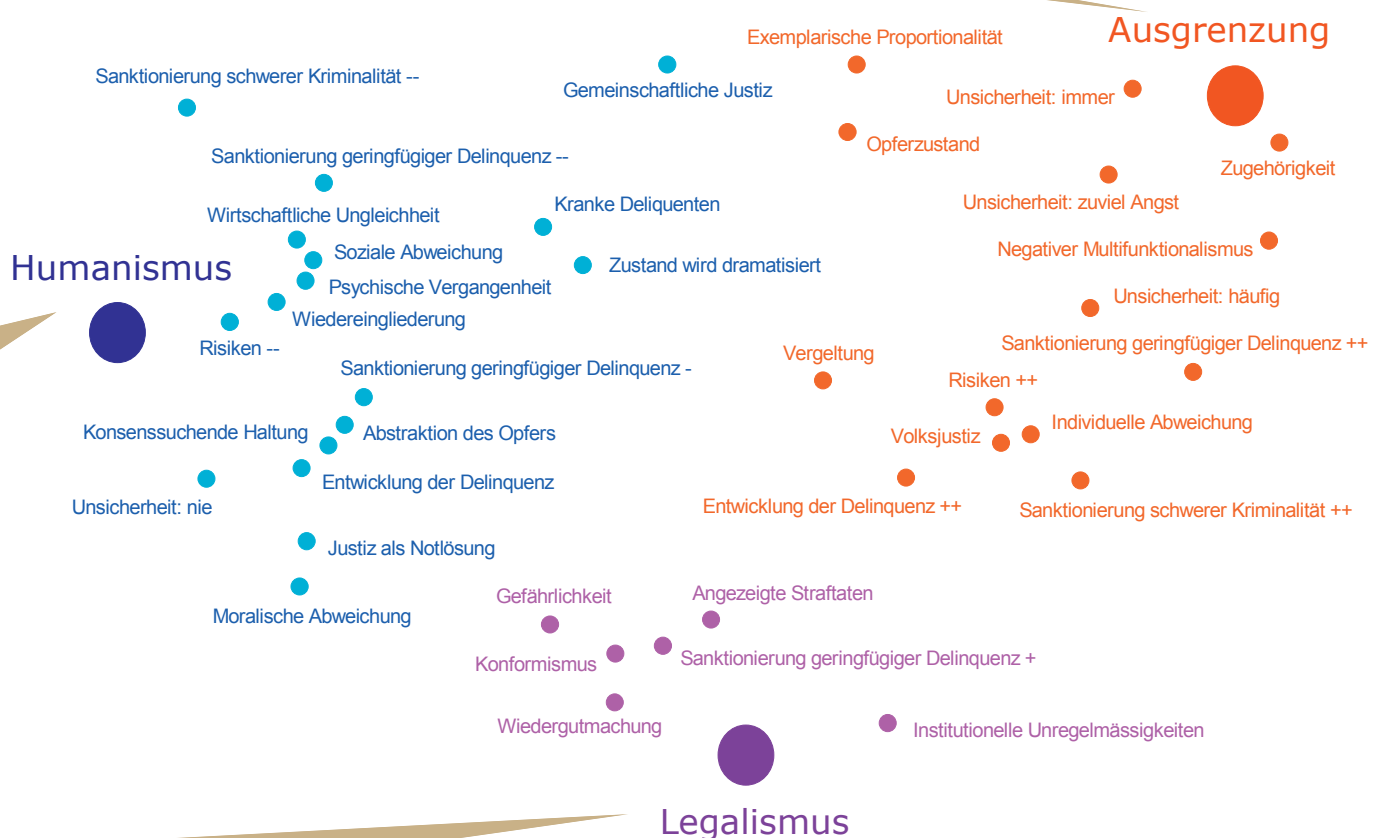 Ausgrenzung
Exemplarische Proportionalität
Sanktionierung schwerer Kriminalität --
Gemeinschaftliche Justiz
Unsicherheit: immer
Opferzustand
Sanktionierung geringfügiger Delinquenz --
Zugehörigkeit
Unsicherheit: zuviel Angst
Kranke Deliquenten
Wirtschaftliche Ungleichheit
Soziale Abweichung
Negativer Multifunktionalismus
Humanismus
Zustand wird dramatisiert
Psychische Vergangenheit
Unsicherheit: häufig
Wiedereingliederung
Risiken --
Sanktionierung geringfügiger Delinquenz ++
Vergeltung
Sanktionierung geringfügiger Delinquenz -
Risiken ++
Individuelle Abweichung
Konsenssuchende Haltung
Abstraktion des Opfers
Volksjustiz
Entwicklung der Delinquenz
Unsicherheit: nie
Entwicklung der Delinquenz ++
Sanktionierung schwerer Kriminalität ++
Justiz als Notlösung
Gefährlichkeit
Angezeigte Straftaten
Moralische Abweichung
Konformismus
Sanktionierung geringfügiger Delinquenz +
Wiedergutmachung
Institutionelle Unregelmässigkeiten
Legalismus